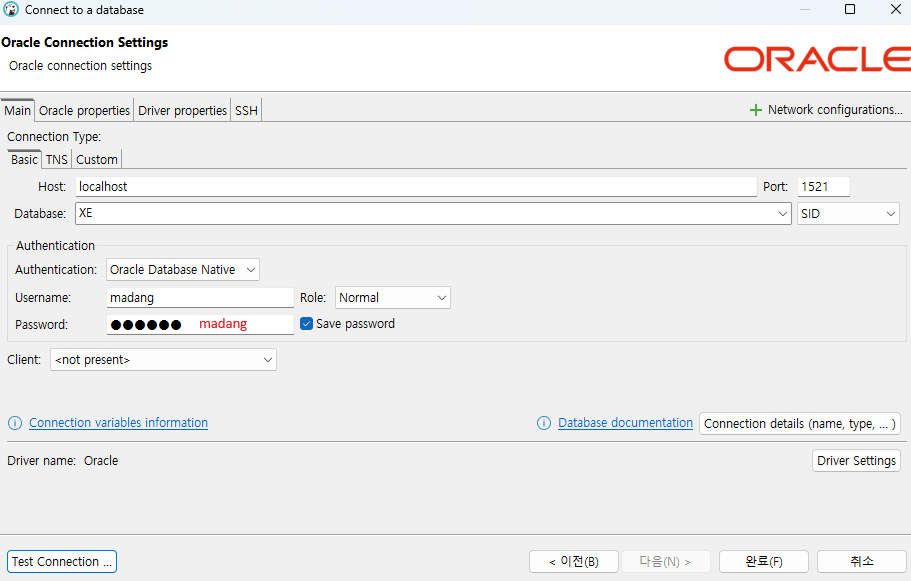 Connect to a database
Oracle Connection Settings
Oracle connection settings
ORACLE
Main Oracle properties Driver properties SSH Network configurations...
Connection Type:
Basic TNS Custom
Host: localhost Port: 1521
Database: XE SID
Authentication
Authentication: Oracle Database Native
Username: madang Role: Normal
Password: ●●●●●● madang Save password
Client: <not present>
Connection variables information Database documentation Connection details (name, type, ... )
Driver name: Oracle Driver Settings
Test Connection ... < 이전(B) 다음(N) > 완료(F) 취소